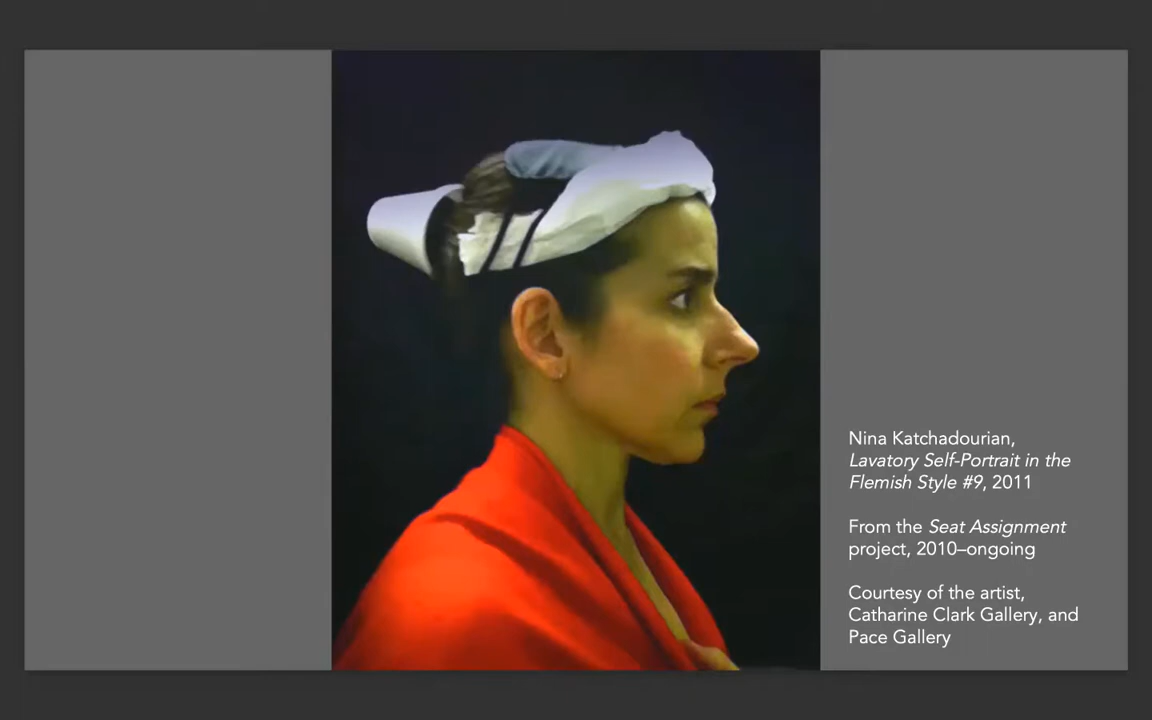 Nina Katchadourian,
Lavatory Self-Portrait in the
Flemish Style #9, 2011
From the Seat Assignment
project, 2010–ongoing
Courtesy of the artist,
Catharine Clark Gallery, and
Pace Gallery